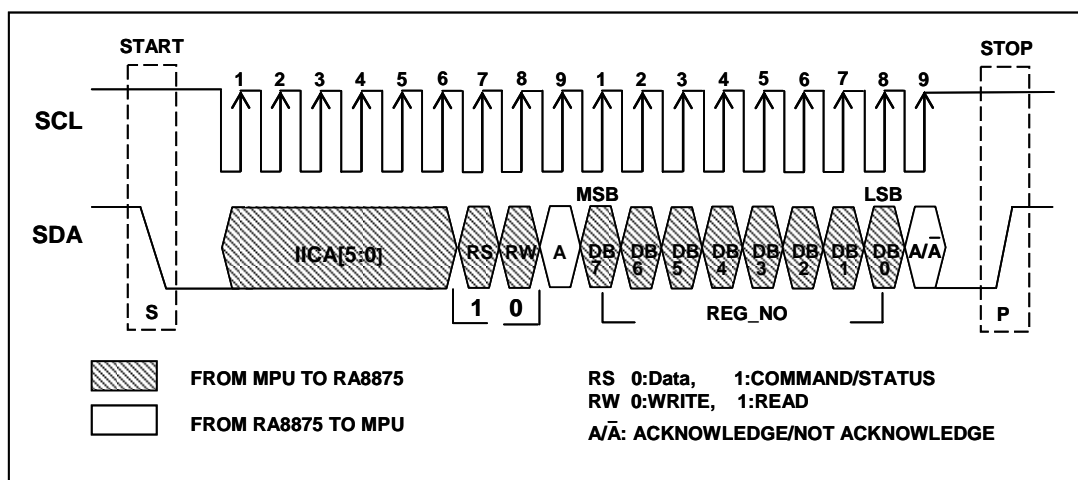 START
STOP
1 2 3 4 5 6 7 8 9 1 2 3 4 5 6 7 8 9
SCL
MSB
LSB
SDA
IICA[5:0]
RS
RW
A
DB 7
DB 6
DB 5
DB 4
DB 3
DB 2
DB 1
DB 0
A/A̅
S
1 0
REG_NO
P
FROM MPU TO RA8875
FROM RA8875 TO MPU
RS 0:Data, 1:COMMAND/STATUS
RW 0:WRITE, 1:READ
A/A̅: ACKNOWLEDGE/NOT ACKNOWLEDGE